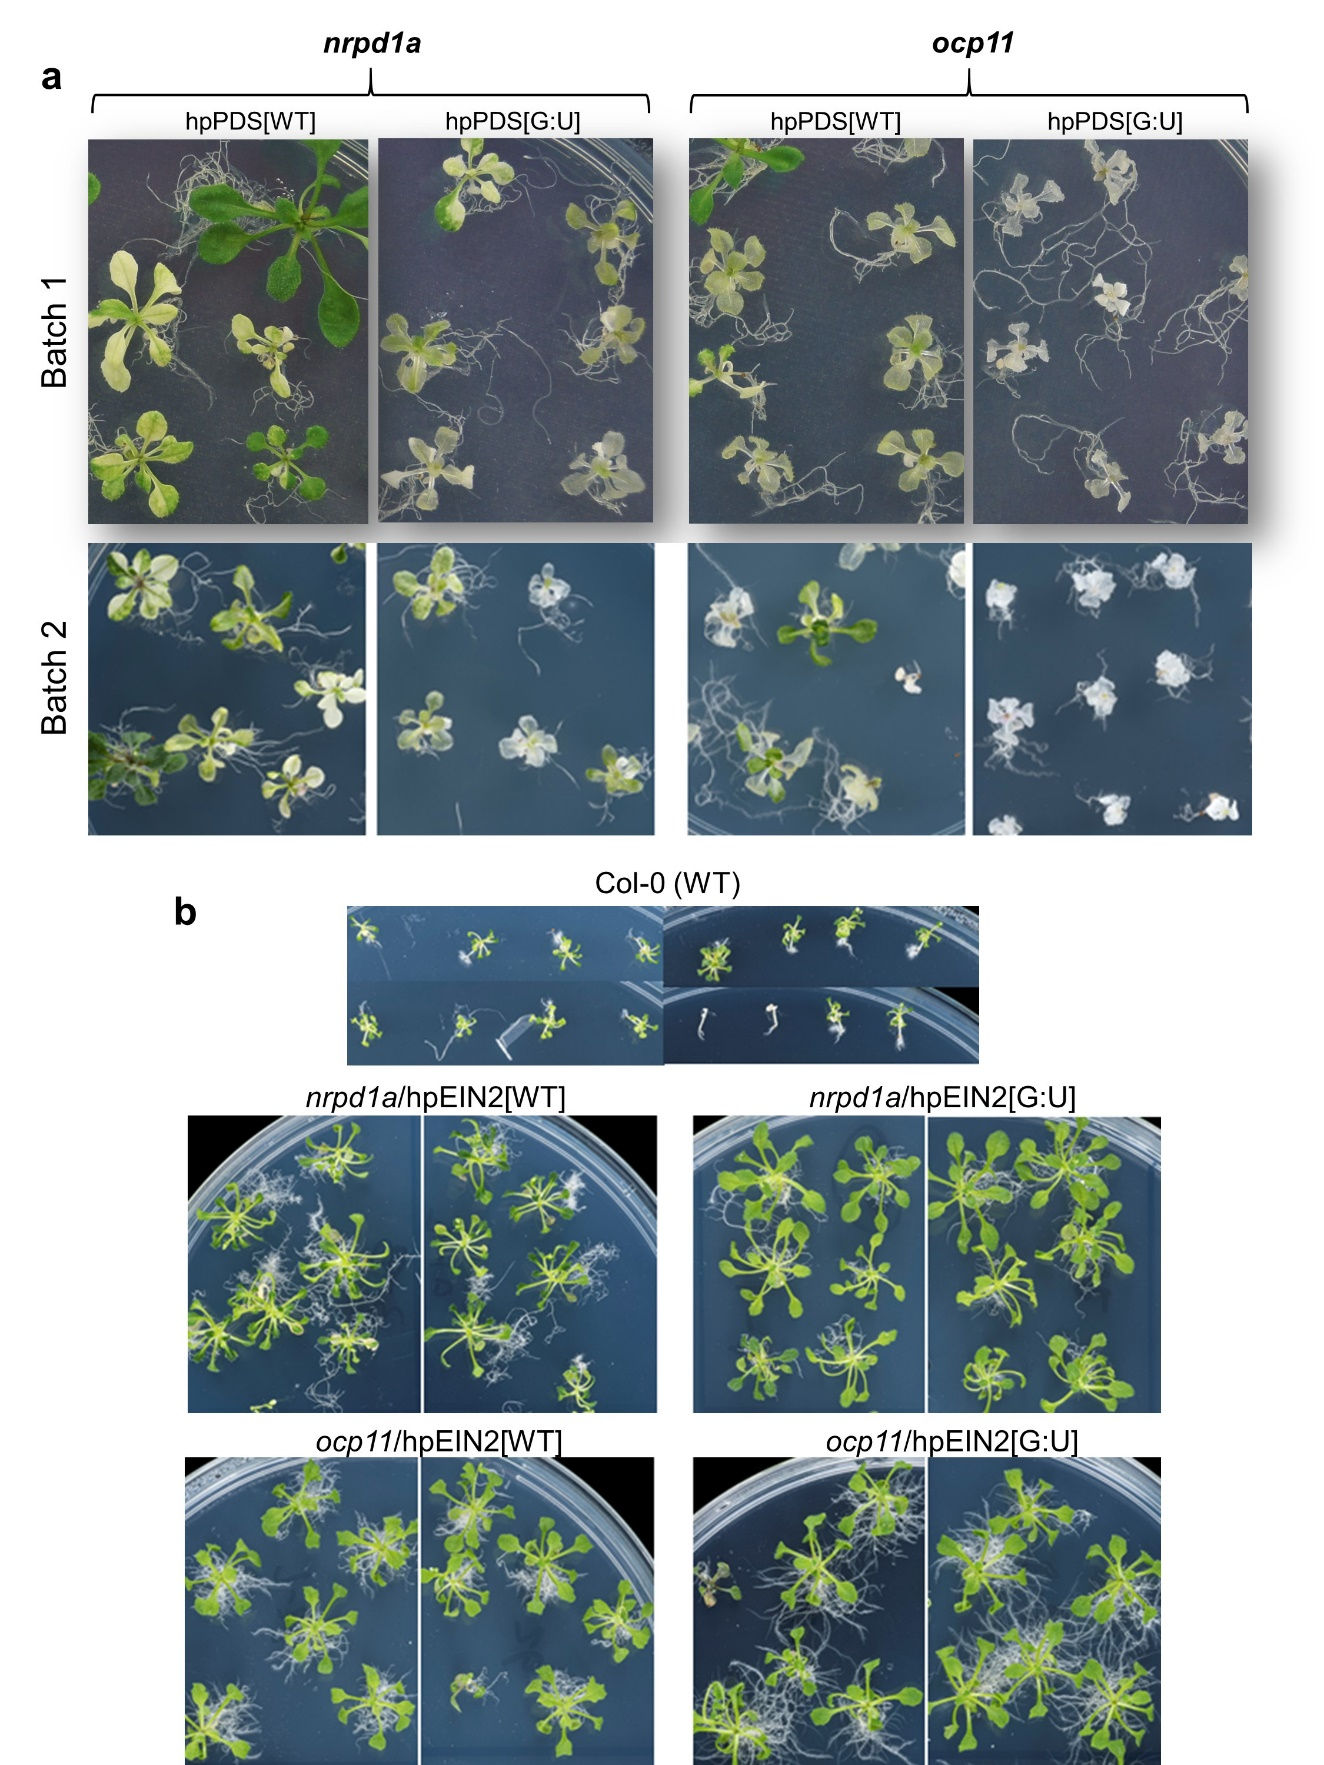 nrpd1a
ocp11
a
hpPDS[WT]
hpPDS[G:U]
hpPDS[WT]
hpPDS[G:U]
Batch 1
Batch 2
Col-0 (WT)
b
nrpd1a/hpEIN2[WT]
nrpd1a/hpEIN2[G:U]
ocp11/hpEIN2[WT]
ocp11/hpEIN2[G:U]